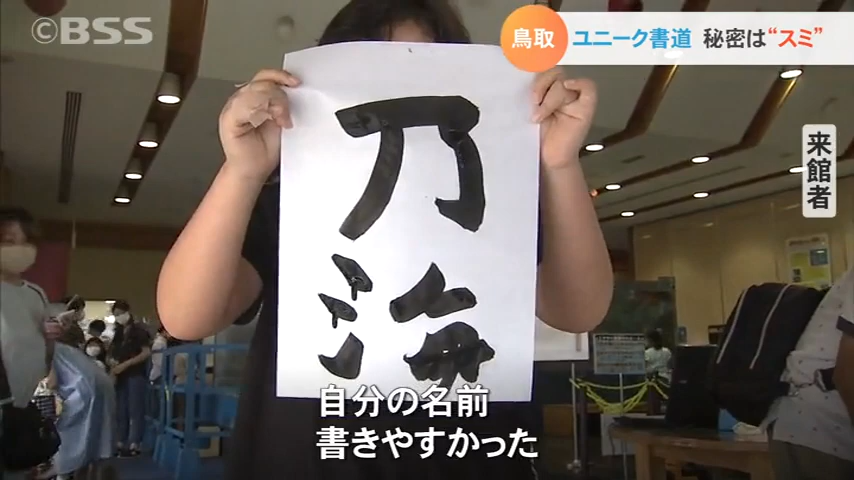 ©BSS
鳥取 ユニーク書道 秘密は“スミ”
来館者
乃
海
自分の名前
書きやすかった